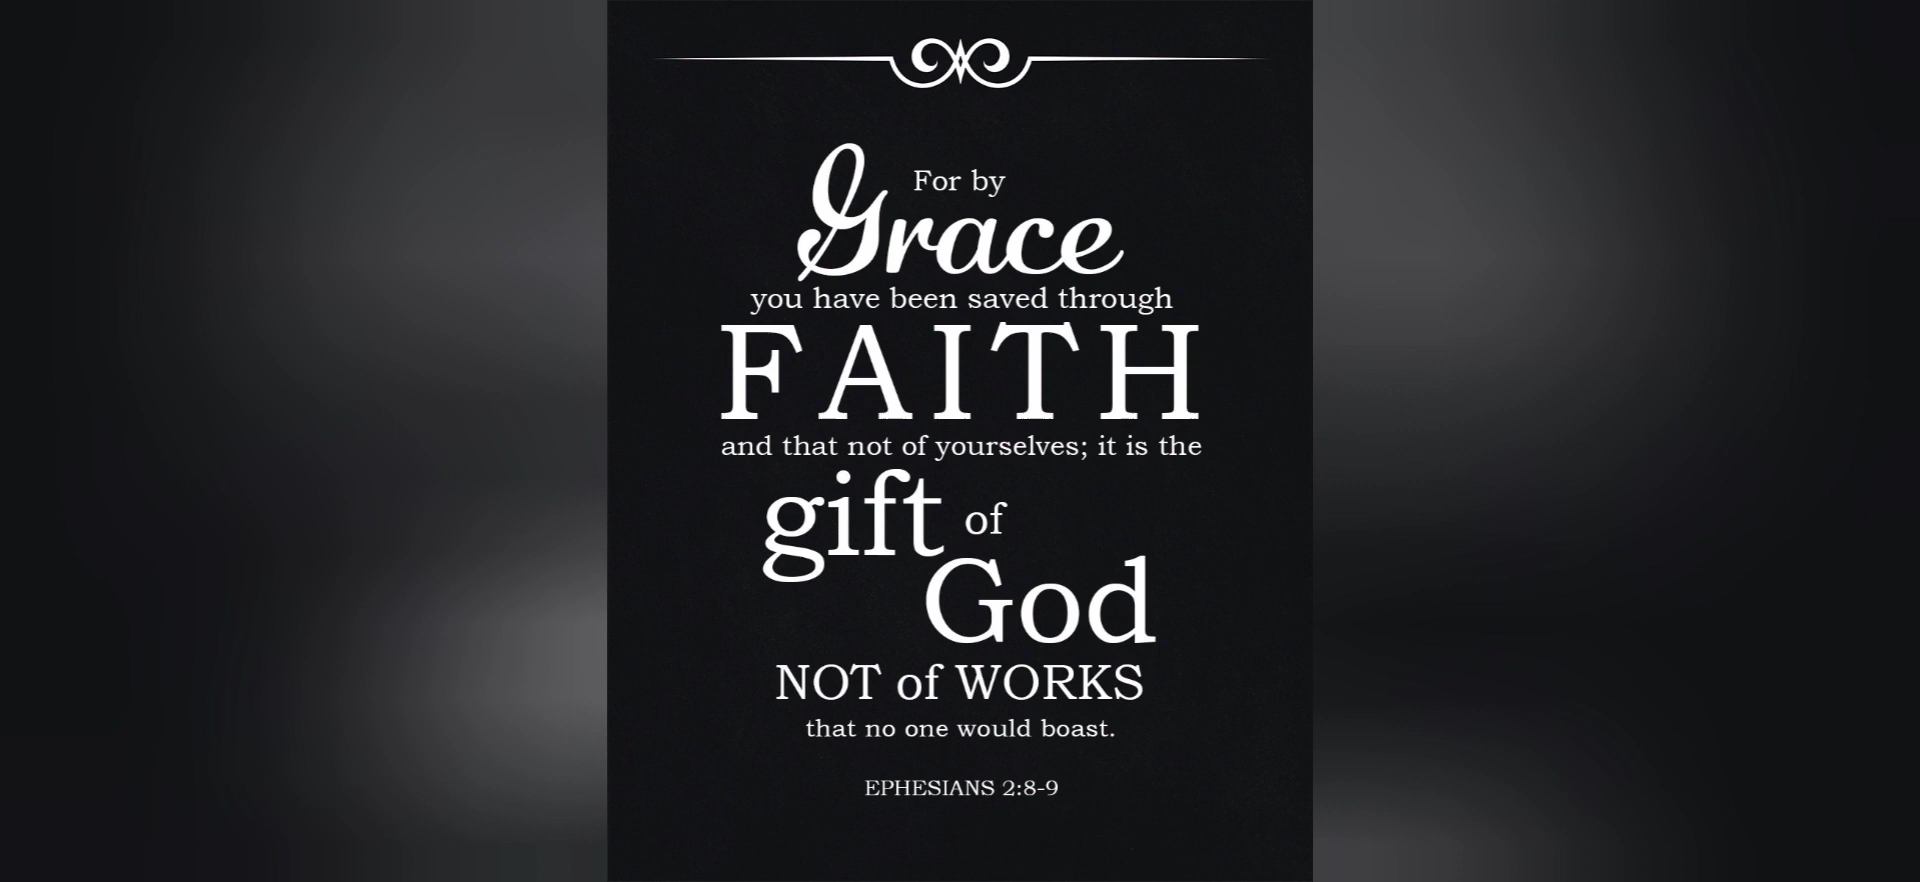 For by
Grace
you have been saved through
FAITH
and that not of yourselves; it is the
gift of
God
NOT of WORKS
that no one would boast.
EPHESIANS 2:8-9